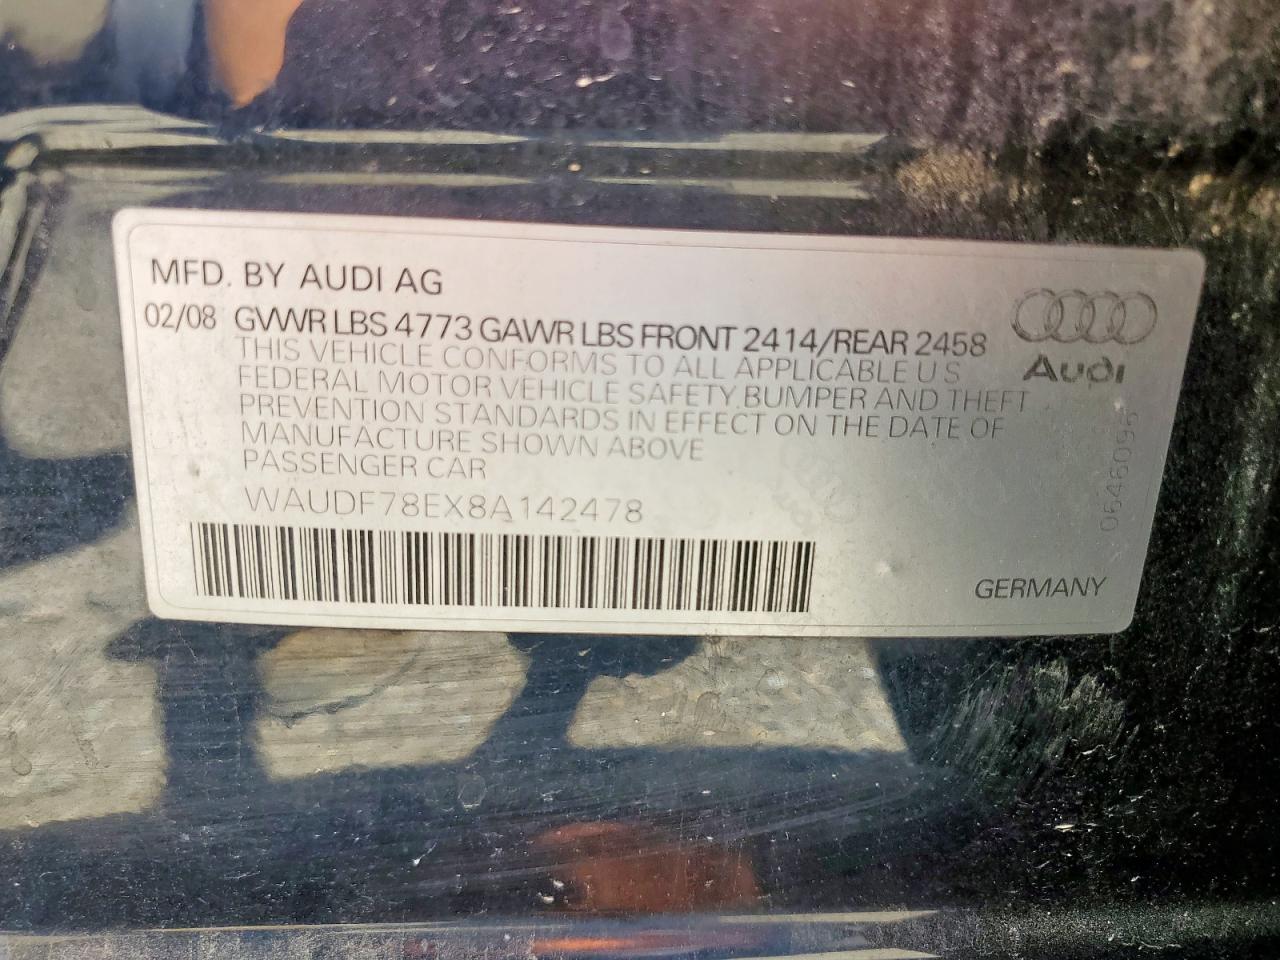 MFD. BY AUDI AG
02/08 GVWR LBS 4773 GAWR LBS FRONT 2414/REAR 2458
THIS VEHICLE CONFORMS TO ALL APPLICABLE U S
FEDERAL MOTOR VEHICLE SAFETY, BUMPER AND THEFT
PREVENTION STANDARDS IN EFFECT ON THE DATE OF
MANUFACTURE SHOWN ABOVE
PASSENGER CAR
WAUDF78EX8A142478
Audi
GERMANY